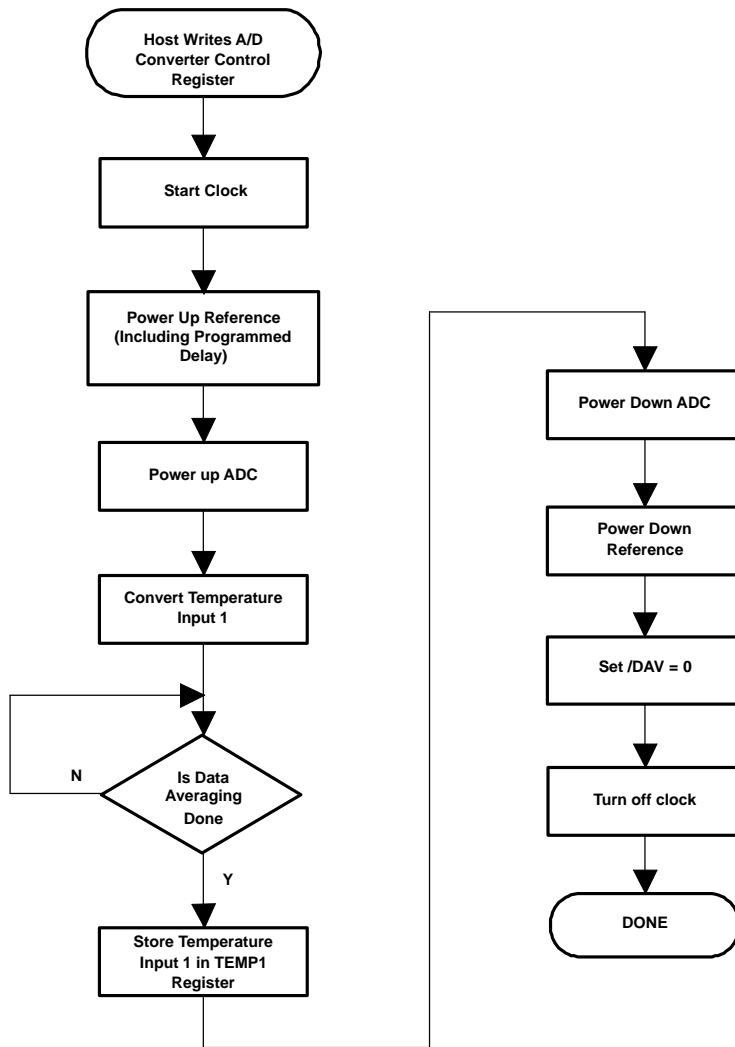 Host Writes A/D
Converter Control
Register
Start Clock
Power Up Reference
(Including Programmed
Delay)
Power up ADC
Convert Temperature
Input 1
N
Is Data
Averaging
Done
Y
Store Temperature
Input 1 in TEMP1
Register
Power Down ADC
Power Down
Reference
Set /DAV = 0
Turn off clock
DONE